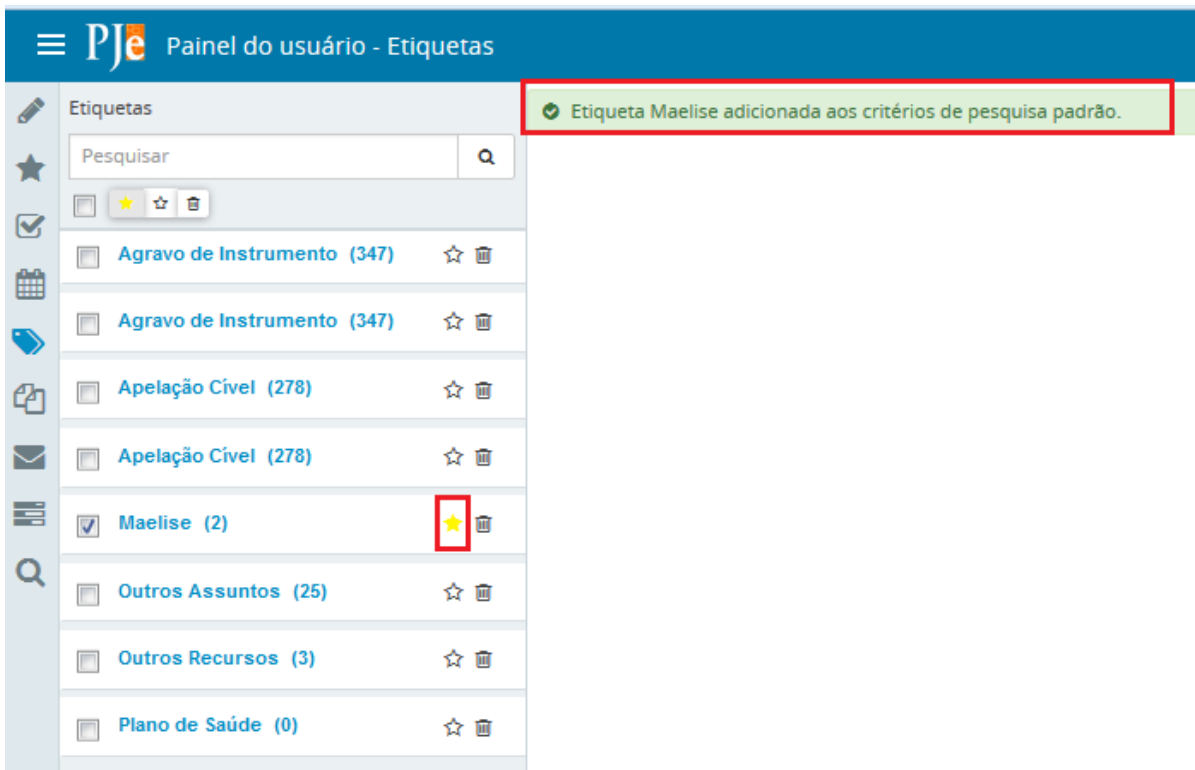 PJe Painel do usuário - Etiquetas
Etiquetas
Etiqueta Maelise adicionada aos critérios de pesquisa padrão.
Pesquisar
Agravo de Instrumento (347)
Agravo de Instrumento (347)
Apelação Cível (278)
Apelação Cível (278)
Maelise (2)
Outros Assuntos (25)
Outros Recursos (3)
Plano de Saúde (0)